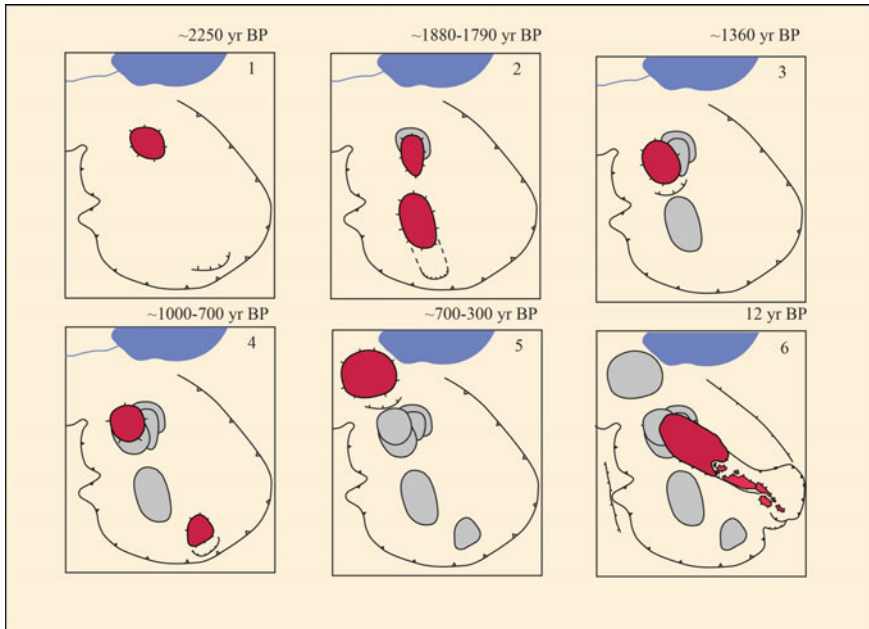 ~2250 yr BP
1
~1880-1790 yr BP
2
~1360 yr BP
3
~1000-700 yr BP
4
~700-300 yr BP
5
12 yr BP
6